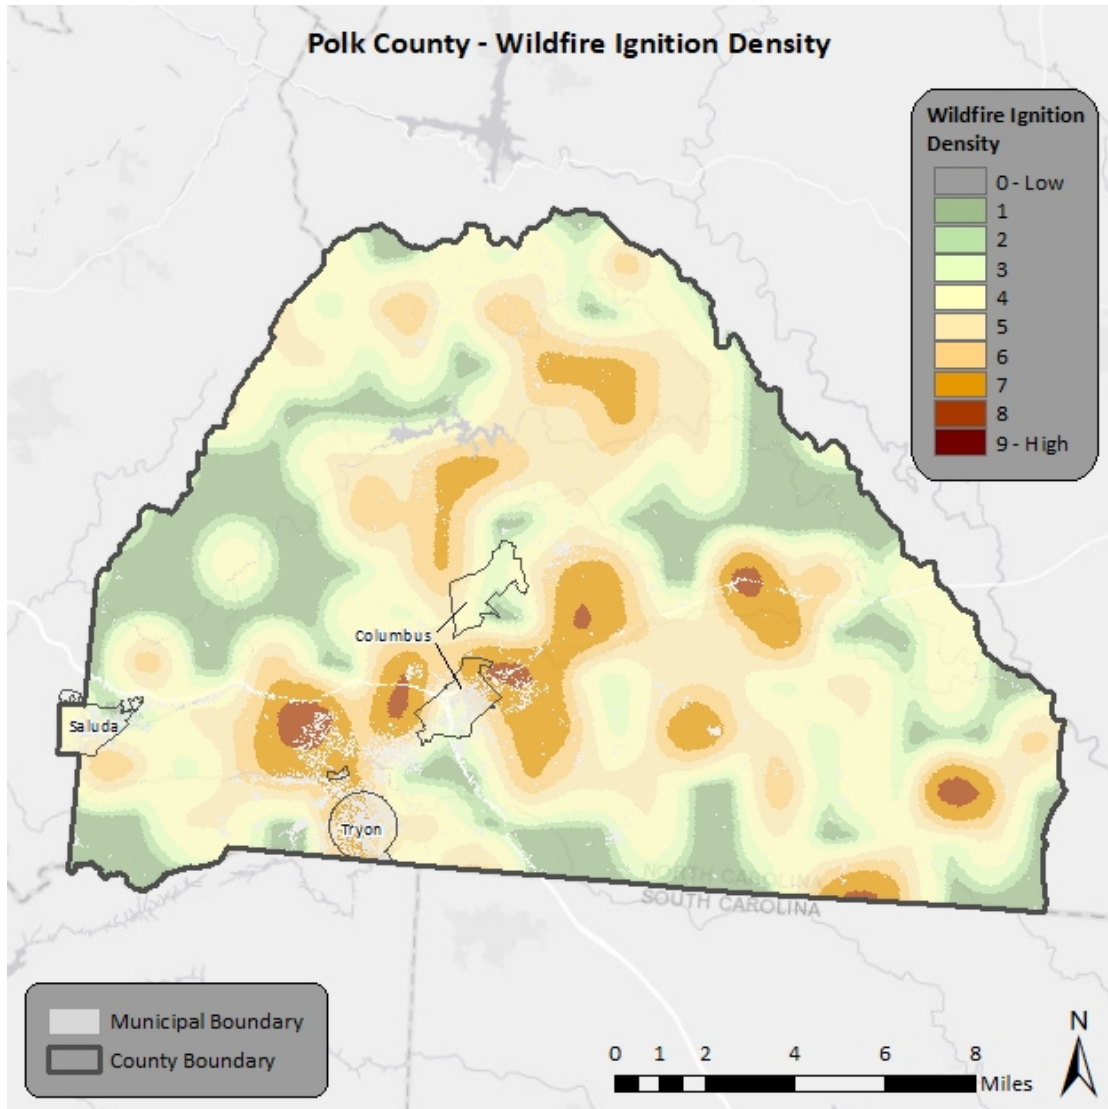 Polk County - Wildfire Ignition Density
Wildfire Ignition
Density
0 - Low
1
2
3
4
5
6
7
8
9 - High
Columbus
Saluda
Tryon
NORTH CAROLINA
SOUTH CAROLINA
Municipal Boundary
County Boundary
0 1 2 4 6 8
Miles
N